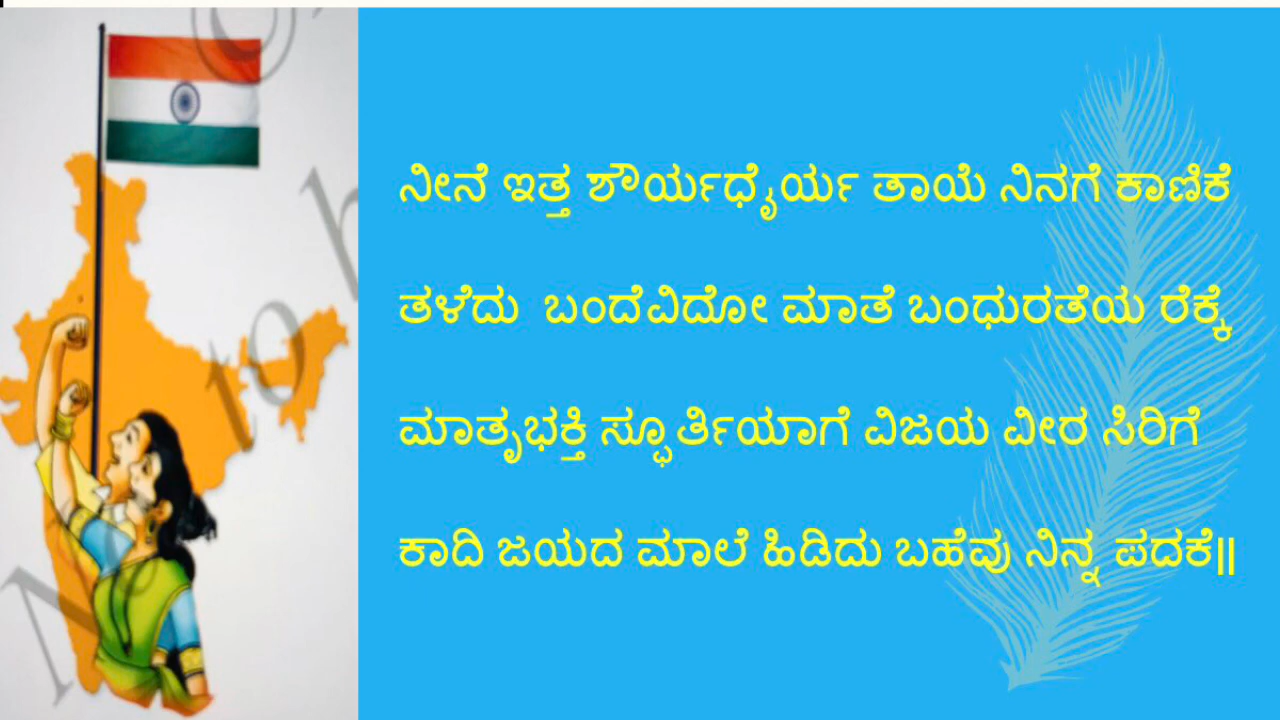 ನೀನೆ ಇತ್ತ ಶೌರ್ಯಧೈರ್ಯ ತಾಯೆ ನಿನಗೆ ಕಾಣಿಕೆ
ತಳೆದು ಬಂದೆವಿದೋ ಮಾತೆ ಬಂಧುರತೆಯ ರೆಕ್ಕೆ
ಮಾತೃಭಕ್ತಿ ಸ್ಫೂರ್ತಿಯಾಗೆ ವಿಜಯ ವೀರ ಸಿರಿಗೆ
ಕಾದಿ ಜಯದ ಮಾಲೆ ಹಿಡಿದು ಬಹೆವು ನಿನ್ನ ಪದಕೆ||